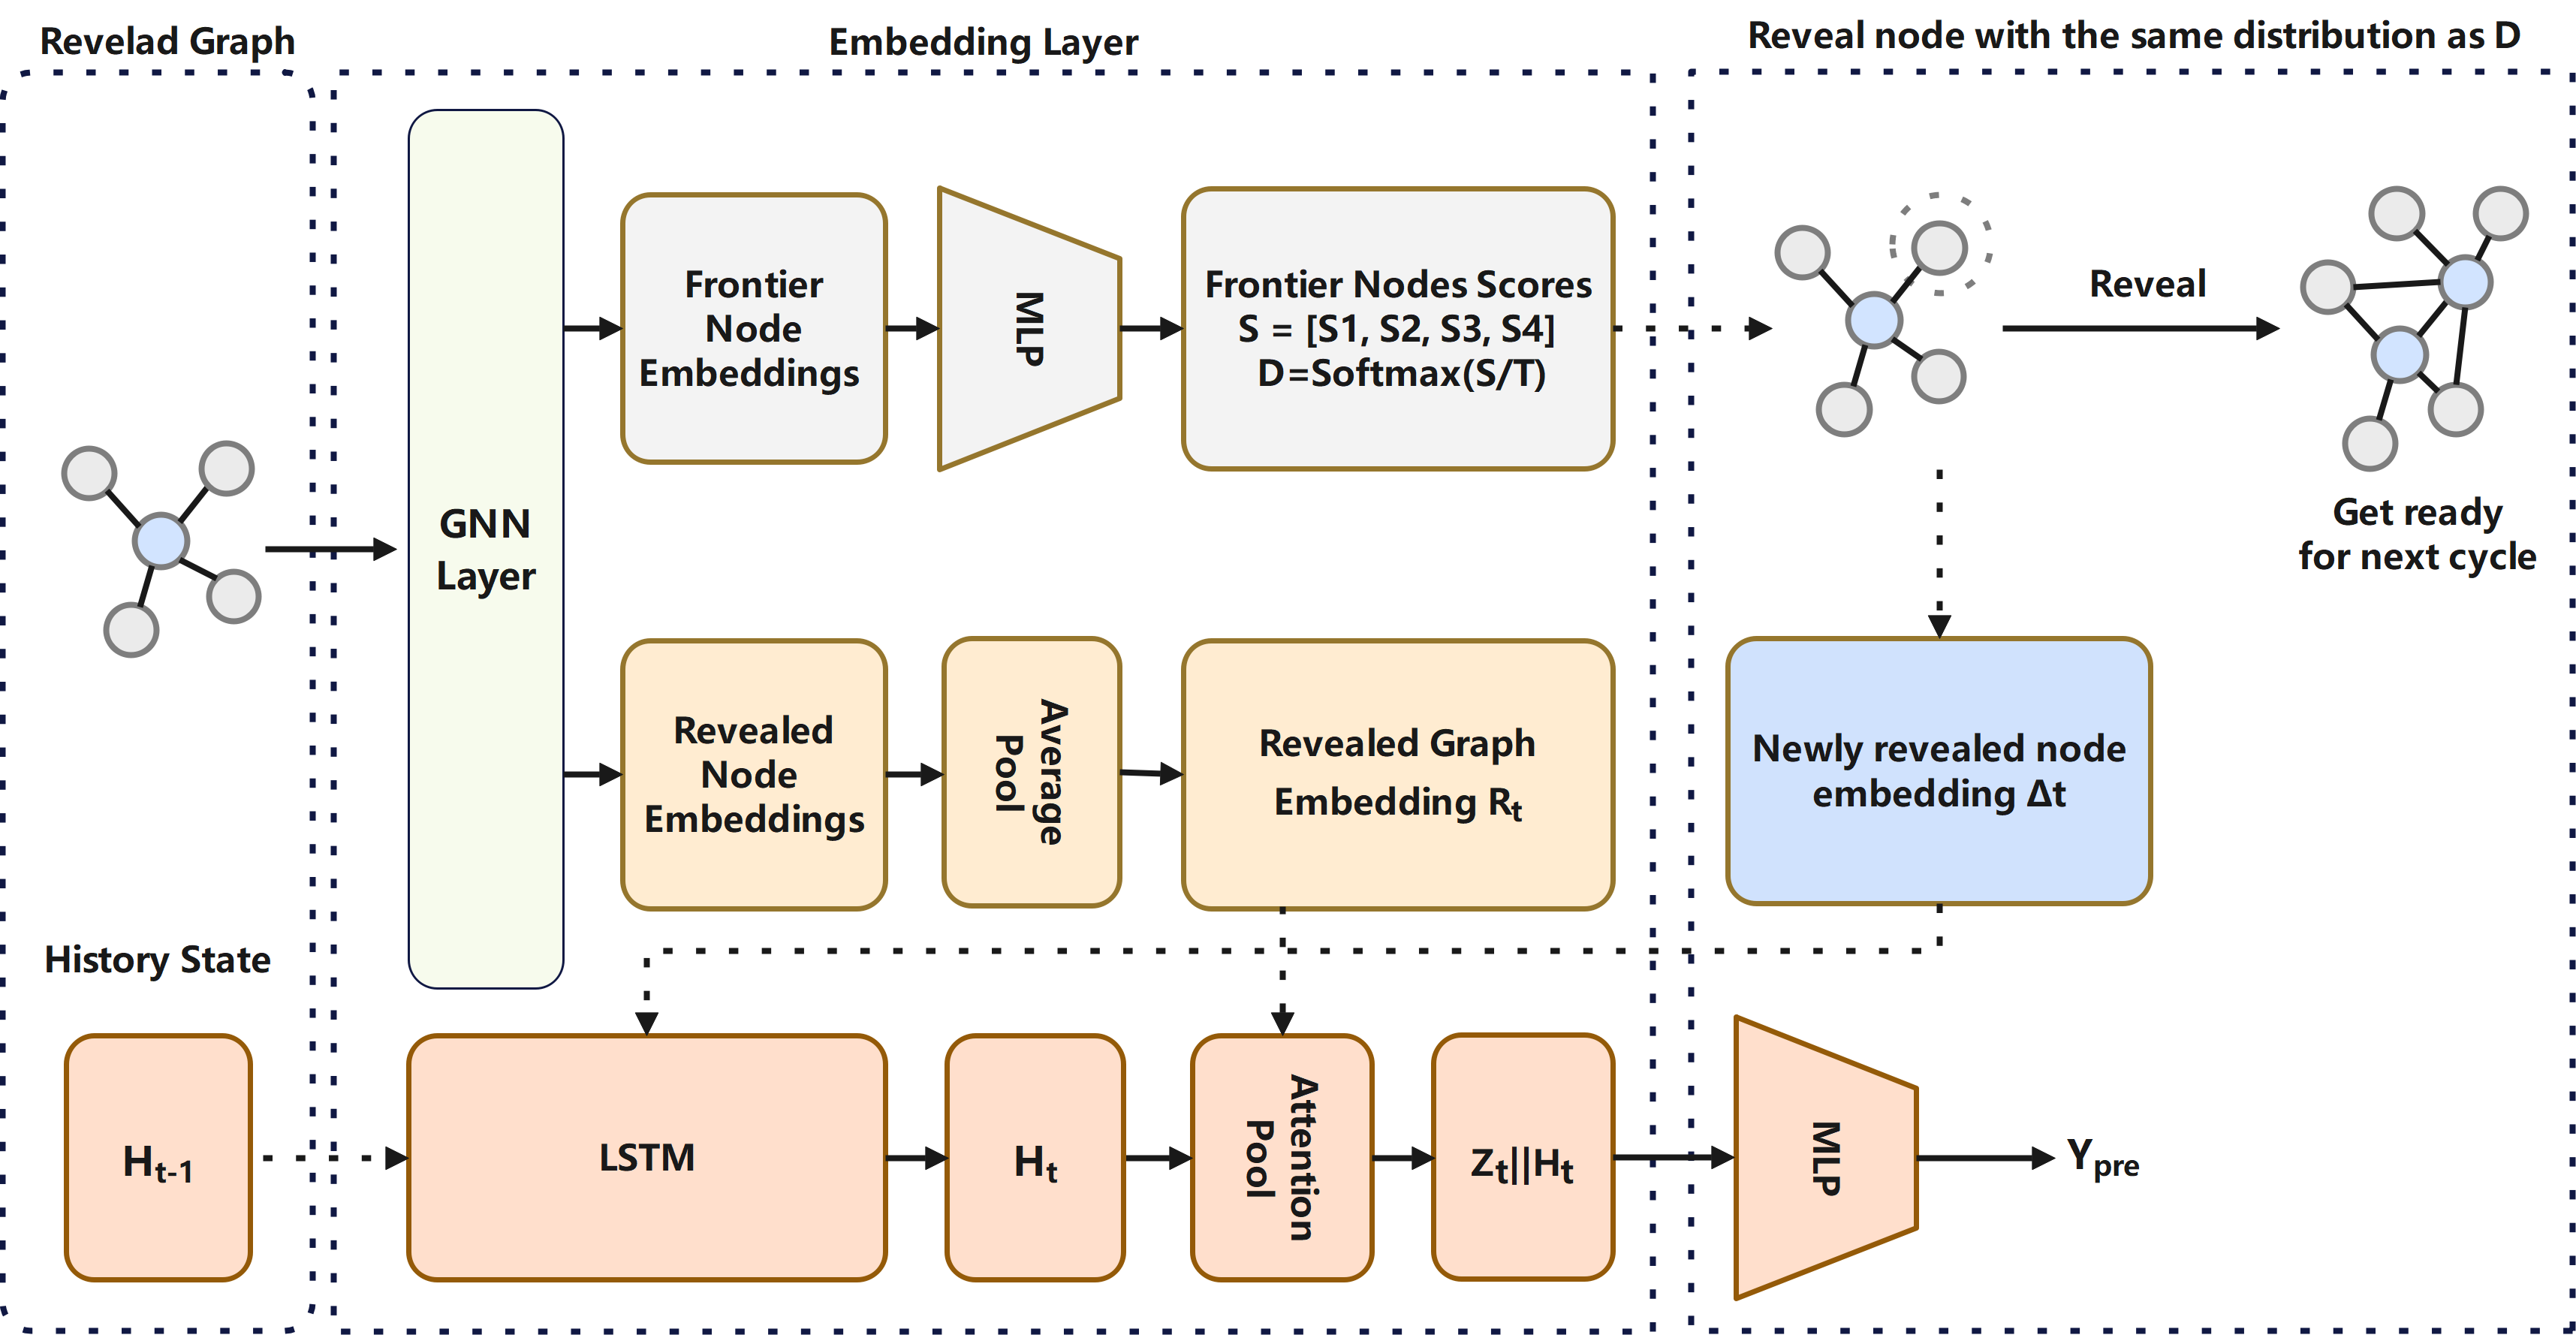 Revelad Graph
Embedding Layer
Reveal node with the same distribution as D
GNN
Layer
Frontier
Node
Embeddings
MLP
Frontier Nodes Scores
S = [S1, S2, S3, S4]
D=Softmax(S/T)
Reveal
Get ready
for next cycle
Revealed
Node
Embeddings
Average
Pool
Revealed Graph
Embedding Rt
Newly revealed node
embedding Δt
History State
Ht-1
LSTM
Ht
Attention
Pool
Zt||Ht
MLP
Ypre